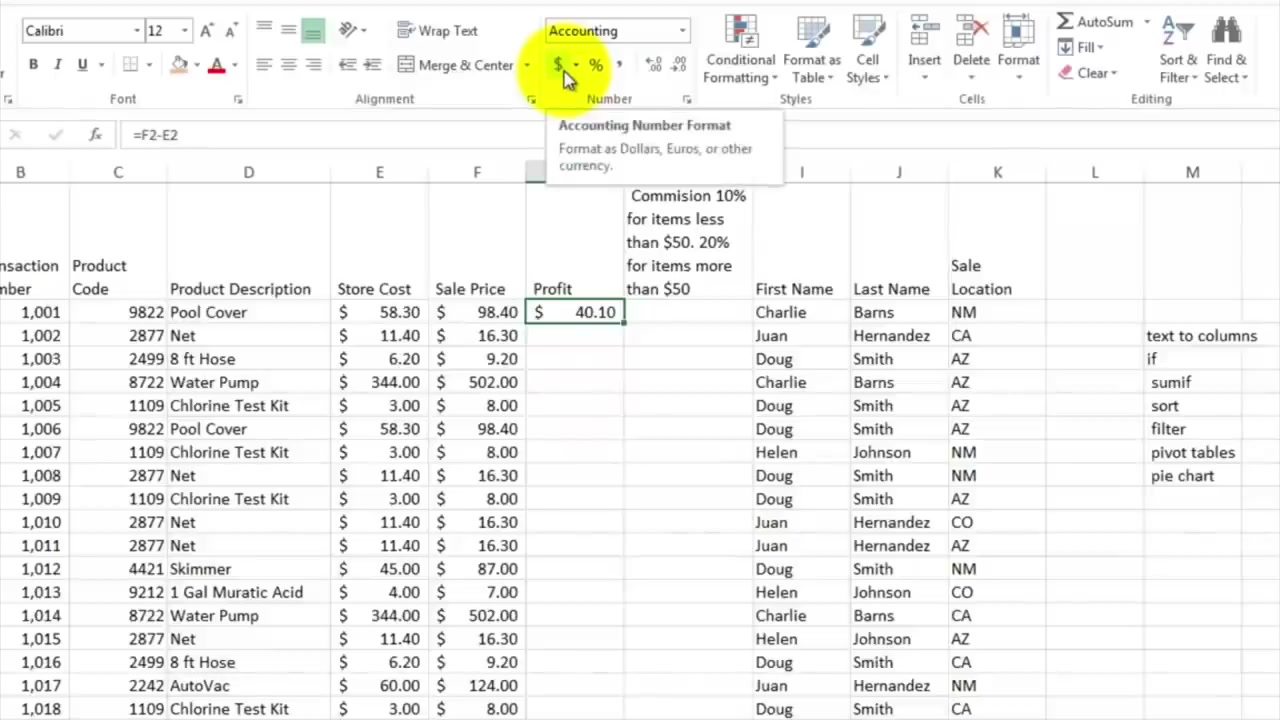 Calibri 12 A A Wrap Text Accounting AutoSum
B I U A Merge & Center $ % , Conditional Formatting Format as Table Cell Styles Insert Delete Format Fill Clear Sort & Filter Find & Select
Font Alignment Number Styles Cells Editing
fx =F2-E2
Accounting Number Format
Format as Dollars, Euros, or other
currency.
B C D E F I J K L M
Commision 10%
for items less
than $50. 20%
nsaction Product for items more Sale
nber Code Product Description Store Cost Sale Price Profit than $50 First Name Last Name Location
1,001 9822 Pool Cover $ 58.30 $ 98.40 $ 40.10 Charlie Barns NM
1,002 2877 Net $ 11.40 $ 16.30 Juan Hernandez CA text to columns
1,003 2499 8 ft Hose $ 6.20 $ 9.20 Doug Smith AZ if
1,004 8722 Water Pump $ 344.00 $ 502.00 Charlie Barns AZ sumif
1,005 1109 Chlorine Test Kit $ 3.00 $ 8.00 Doug Smith AZ sort
1,006 9822 Pool Cover $ 58.30 $ 98.40 Doug Smith AZ filter
1,007 1109 Chlorine Test Kit $ 3.00 $ 8.00 Helen Johnson NM pivot tables
1,008 2877 Net $ 11.40 $ 16.30 Doug Smith NM pie chart
1,009 1109 Chlorine Test Kit $ 3.00 $ 8.00 Doug Smith AZ
1,010 2877 Net $ 11.40 $ 16.30 Juan Hernandez CO
1,011 2877 Net $ 11.40 $ 16.30 Juan Hernandez AZ
1,012 4421 Skimmer $ 45.00 $ 87.00 Doug Smith NM
1,013 9212 1 Gal Muratic Acid $ 4.00 $ 7.00 Helen Johnson CO
1,014 8722 Water Pump $ 344.00 $ 502.00 Charlie Barns CA
1,015 2877 Net $ 11.40 $ 16.30 Helen Johnson AZ
1,016 2499 8 ft Hose $ 6.20 $ 9.20 Doug Smith CA
1,017 2242 AutoVac $ 60.00 $ 124.00 Juan Hernandez NM
1,018 1109 Chlorine Test Kit $ 3.00 $ 8.00 Doug Smith CA